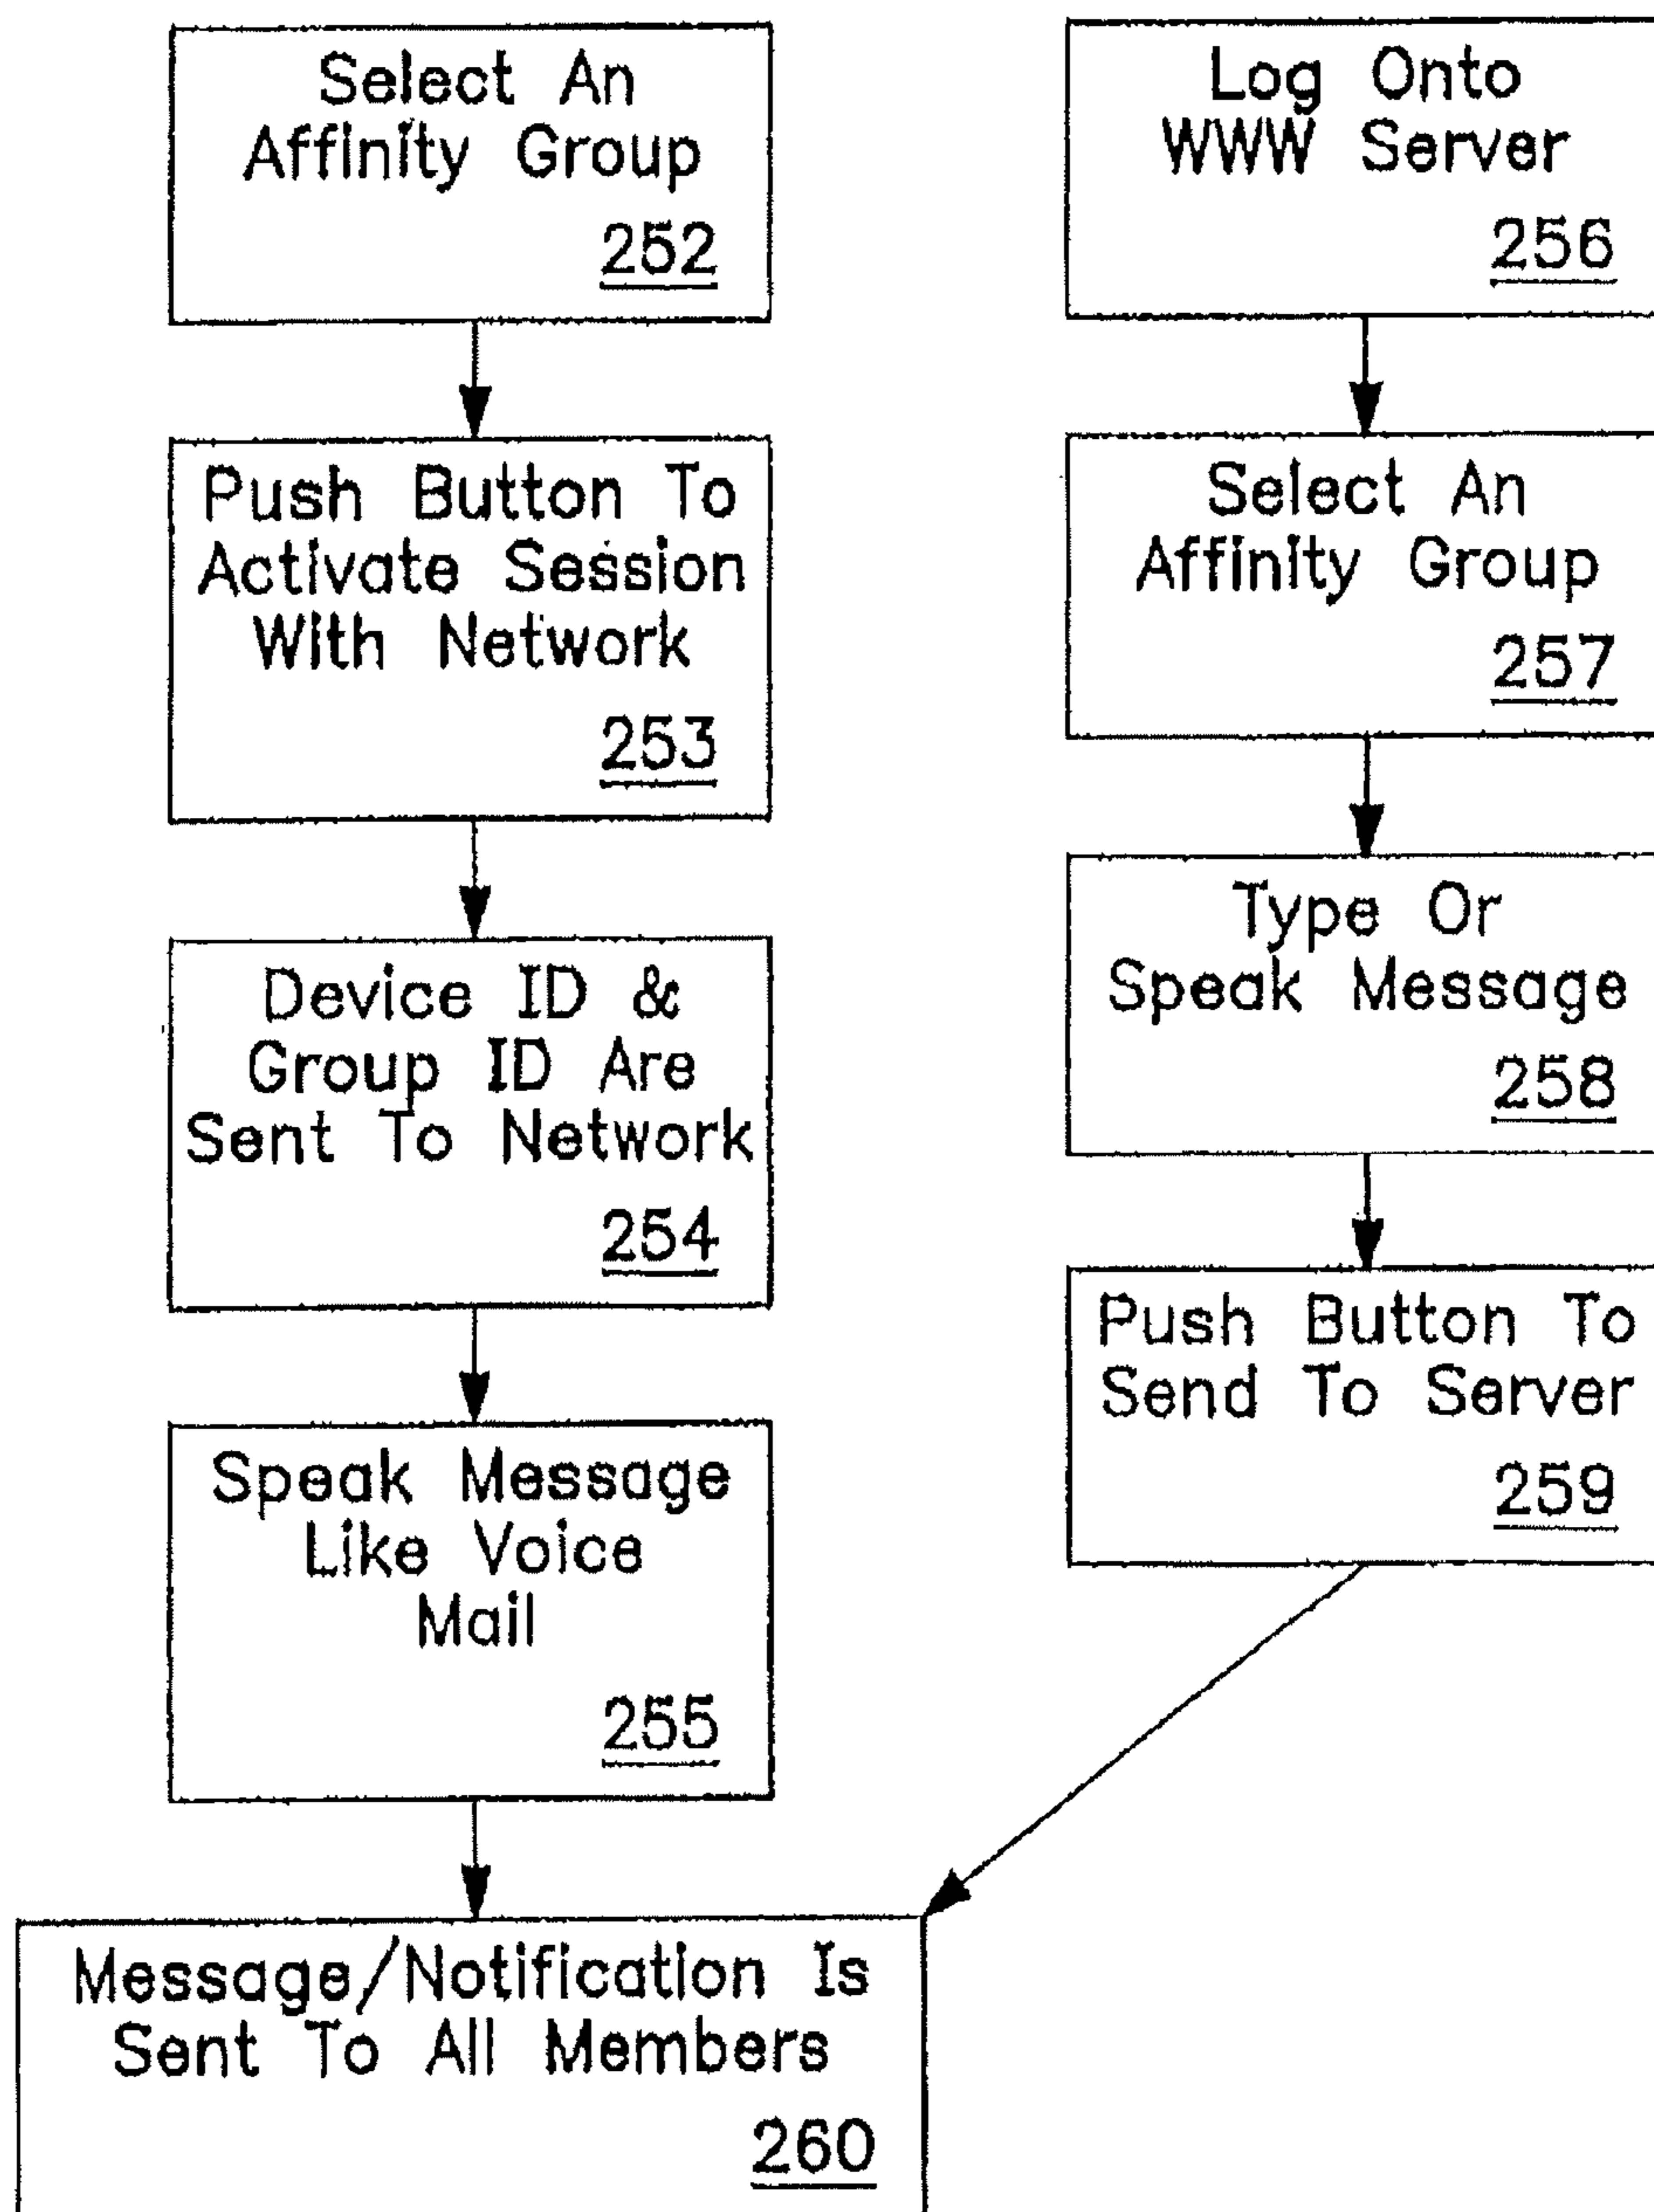 Select An
Affinity Group
252
Push Button To
Activate Session
With Network
253
Device ID &
Group ID Are
Sent To Network
254
Speak Message
Like Voice
Mail
255
Log Onto
WWW Server
256
Select An
Affinity Group
257
Type Or
Speak Message
258
Push Button To
Send To Server
259
Message/Notification Is
Sent To All Members
260